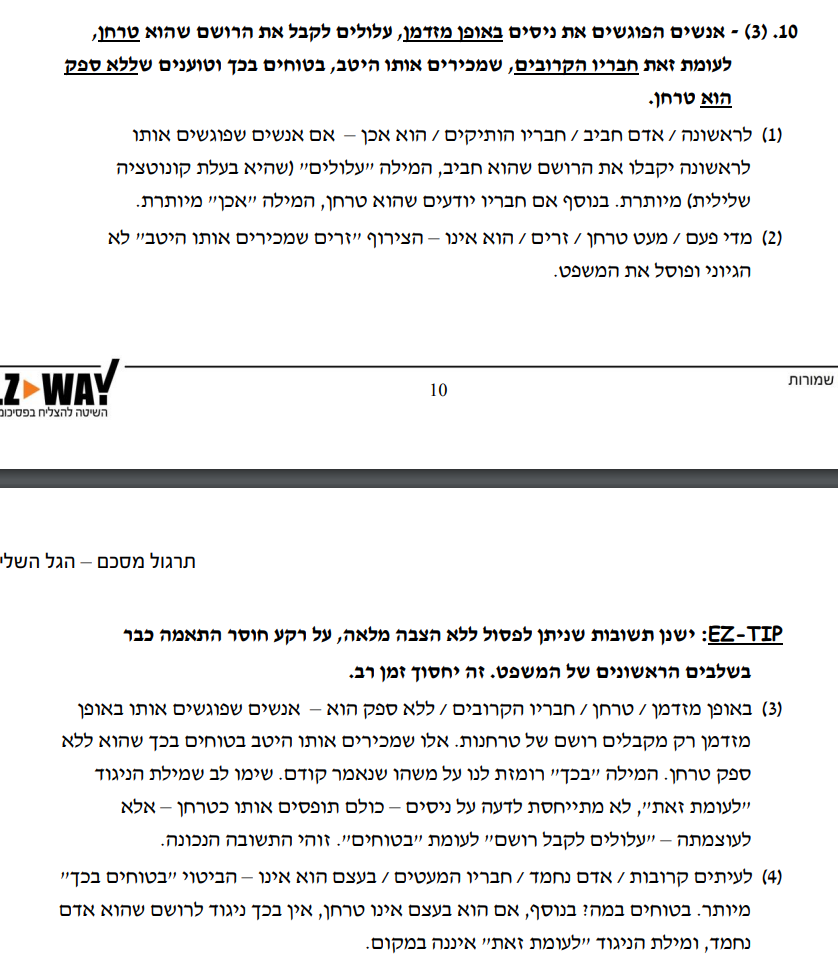 10. (3) - אנשים הפוגשים את ניסים באופן מזדמן, עלולים לקבל את הרושם שהוא טרחן,
לעומת זאת חבריו הקרובים, שמכירים אותו היטב, בטוחים בכך וטוענים שללא ספק
הוא טרחן.
(1) לראשונה / אדם חביב / חבריו הותיקים / הוא אכן – אם אנשים שפוגשים אותו
לראשונה יקבלו את הרושם שהוא חביב, המילה "עלולים" (שהיא בעלת קונוטציה
שלילית) מיותרת. בנוסף אם חבריו יודעים שהוא טרחן, המילה "אכן" מיותרת.
(2) מדי פעם / מעט טרחן / זרים / הוא אינו – הצירוף "זרים שמכירים אותו היטב" לא
הגיוני ופוסל את המשפט.
שמורות
10
EZ-WAY
השיטה להצליח בפסיכומ
תרגול מסכם – הגל השלי
EZ-TIP: ישנן תשובות שניתן לפסול ללא הצבה מלאה, על רקע חוסר התאמה כבר
בשלבים הראשונים של המשפט. זה יחסוך זמן רב.
(3) באופן מזדמן / טרחן / חבריו הקרובים / ללא ספק הוא – אנשים שפוגשים אותו באופן
מזדמן רק מקבלים רושם של טרחנות. אלו שמכירים אותו היטב בטוחים בכך שהוא ללא
ספק טרחן. המילה "בכך" רומזת לנו על משהו שנאמר קודם. שימו לב שמילת הניגוד
"לעומת זאת", לא מתייחסת לדעה על ניסים – כולם תופסים אותו כטרחן – אלא
לעוצמתה – "עלולים לקבל רושם" לעומת "בטוחים". זוהי התשובה הנכונה.
(4) לעיתים קרובות / אדם נחמד / חבריו המעטים / בעצם הוא אינו – הביטוי "בטוחים בכך"
מיותר. בטוחים במה? בנוסף, אם הוא בעצם אינו טרחן, אין בכך ניגוד לרושם שהוא אדם
נחמד, ומילת הניגוד "לעומת זאת" איננה במקום.